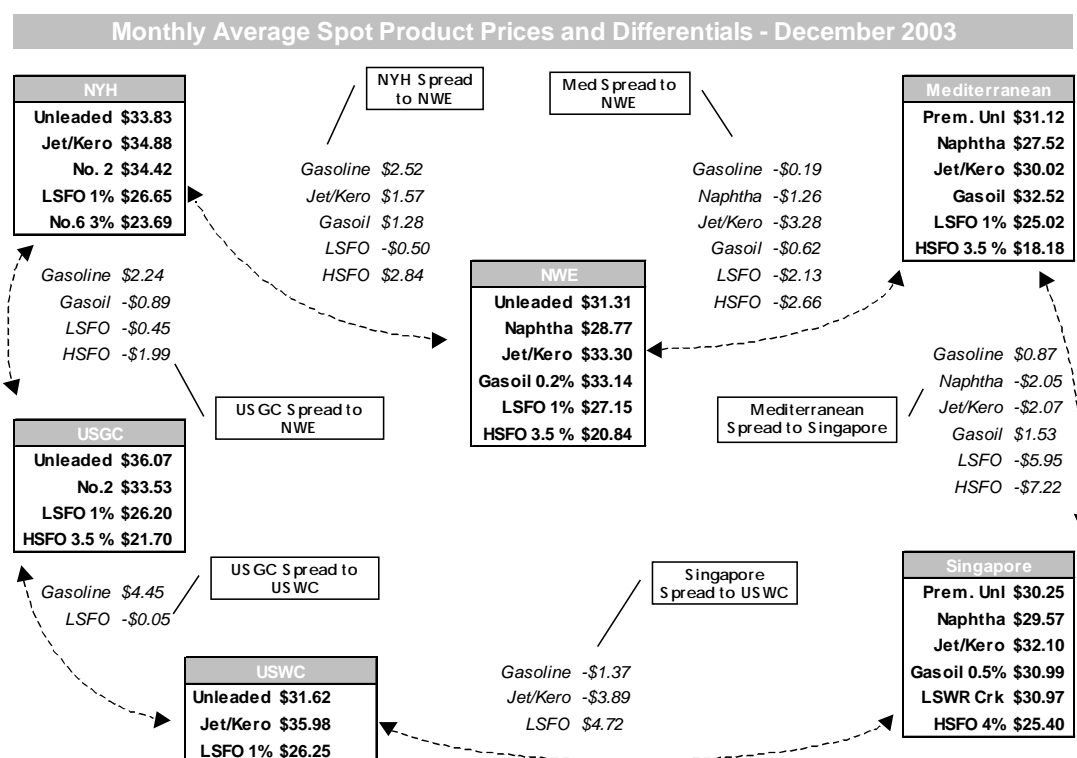 Monthly Average Spot Product Prices and Differentials - December 2003
NYH
Unleaded $33.83
Jet/Kero $34.88
No. 2 $34.42
LSFO 1% $26.65
No.6 3% $23.69
NYH Spread
to NWE
Gasoline $2.52
Jet/Kero $1.57
Gasoil $1.28
LSFO -$0.50
HSFO $2.84
Med Spread to
NWE
Gasoline -$0.19
Naphtha -$1.26
Jet/Kero -$3.28
Gasoil -$0.62
LSFO -$2.13
HSFO -$2.66
Mediterranean
Prem. Unl $31.12
Naphtha $27.52
Jet/Kero $30.02
Gasoil $32.52
LSFO 1% $25.02
HSFO 3.5 % $18.18
Gasoline $2.24
Gasoil -$0.89
LSFO -$0.45
HSFO -$1.99
USGC Spread to
NWE
NWE
Unleaded $31.31
Naphtha $28.77
Jet/Kero $33.30
Gasoil 0.2% $33.14
LSFO 1% $27.15
HSFO 3.5 % $20.84
Mediterranean
Spread to Singapore
Gasoline $0.87
Naphtha -$2.05
Jet/Kero -$2.07
Gasoil $1.53
LSFO -$5.95
HSFO -$7.22
USGC
Unleaded $36.07
No.2 $33.53
LSFO 1% $26.20
HSFO 3.5 % $21.70
Gasoline $4.45
LSFO -$0.05
USGC Spread to
USWC
USWC
Unleaded $31.62
Jet/Kero $35.98
LSFO 1% $26.25
Singapore
Spread to USWC
Gasoline -$1.37
Jet/Kero -$3.89
LSFO $4.72
Singapore
Prem. Unl $30.25
Naphtha $29.57
Jet/Kero $32.10
Gasoil 0.5% $30.99
LSWR Crk $30.97
HSFO 4% $25.40